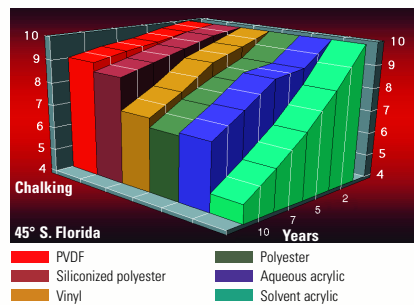 10
9
8
7
6
5
4
10
9
8
7
6
5
4
Chalking
45° S. Florida
10
7
5
2
Years
PVDF
Siliconized polyester
Vinyl
Polyester
Aqueous acrylic
Solvent acrylic